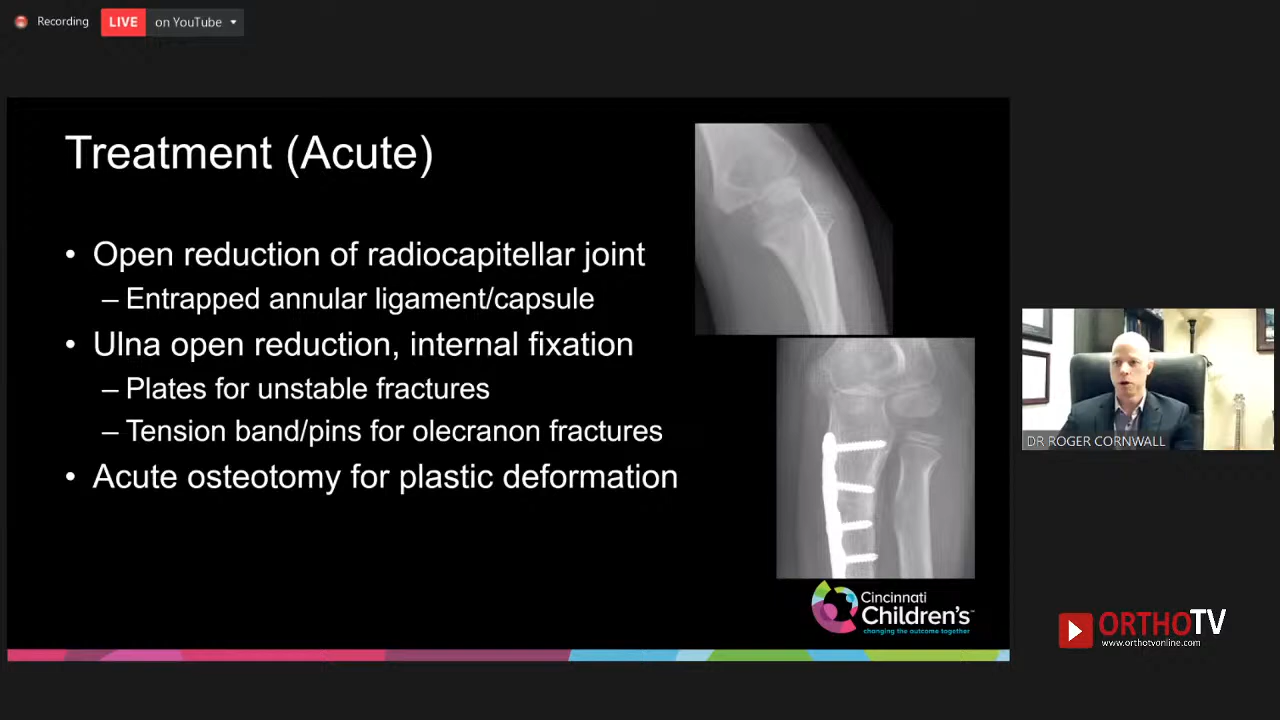 Recording
LIVE on YouTube
Treatment (Acute)
• Open reduction of radiocapitellar joint
– Entrapped annular ligament/capsule
• Ulna open reduction, internal fixation
– Plates for unstable fractures
– Tension band/pins for olecranon fractures
• Acute osteotomy for plastic deformation
Cincinnati
Children's™
changing the outcome together
DR ROGER CORNWALL
ORTHOTV
www.orthotvonline.com